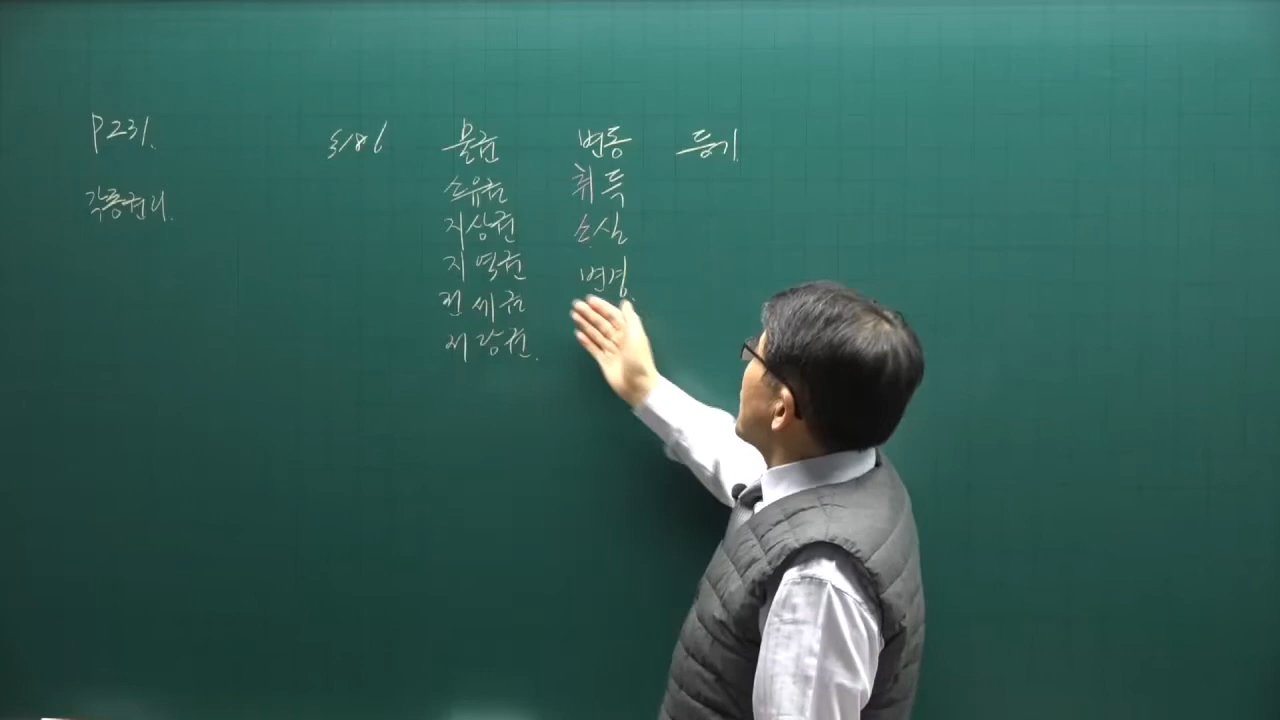 P231.
각종권리.
§186 물권 변동 등기.
소유권 취득
지상권 손실
지역권 변경.
전세권
저당권.